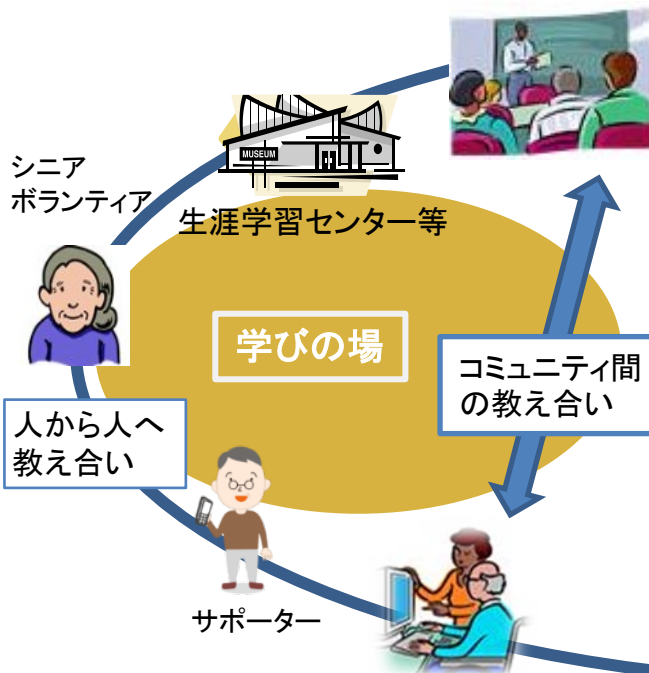 MUSEUM
シニア
ボランティア
生涯学習センター等
学びの場
コミュニティ間
の教え合い
人から人へ
教え合い
サポーター